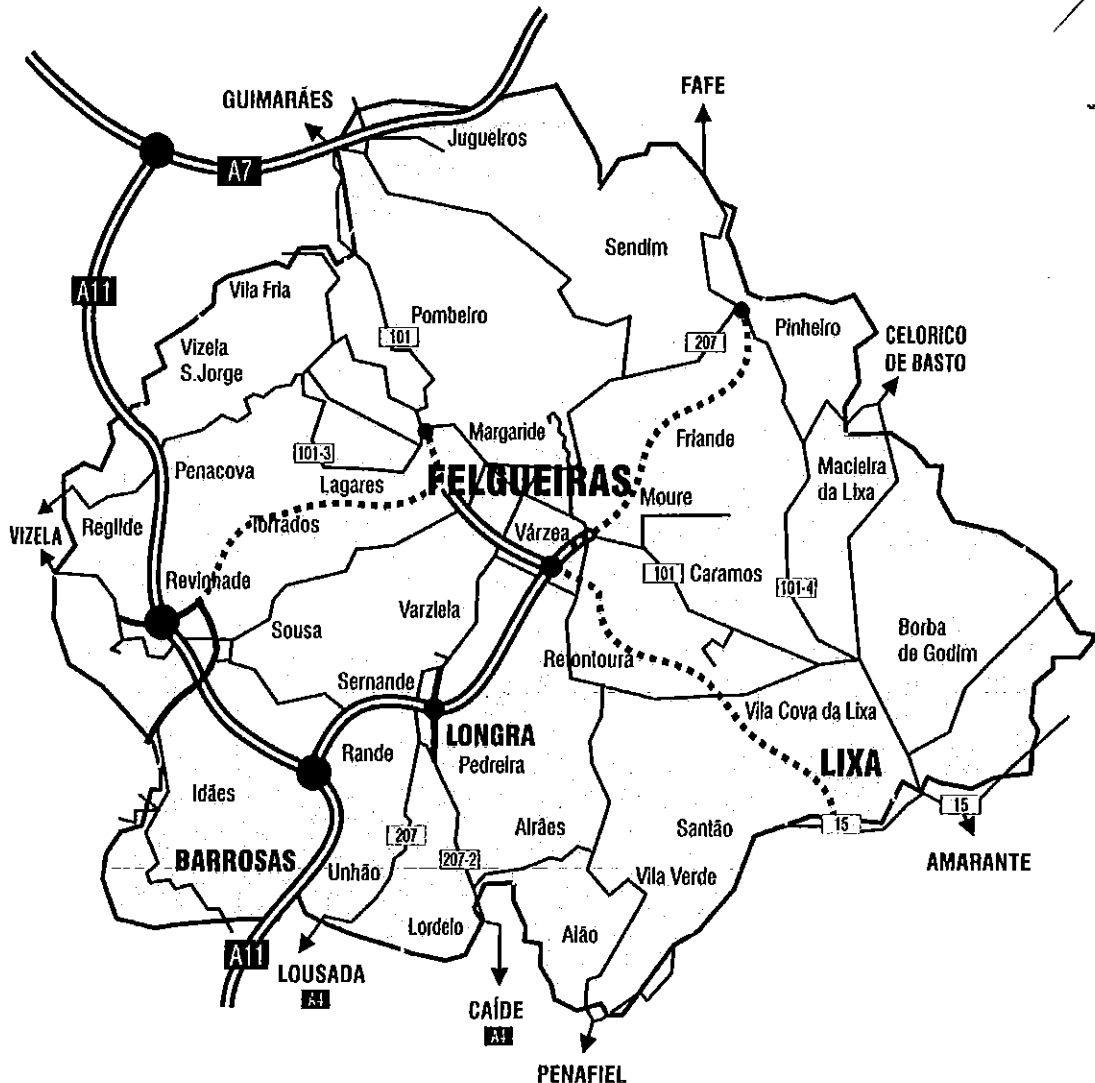 FAFE
GUIMARÃES
Jugueiros
A7
Sendim
A11
Vila Fria
Pombeiro
101
207
Pinheiro
CELORICO
DE BASTO
Vizela
S.Jorge
Margaride
Friande
101-3
Penacova
Lagares
FELGUEIRAS
Moure
Macieira
da Lixa
VIZELA
Regilde
Torrados
Várzea
Revinhade
101
Caramos
101-4
Varziela
Sousa
Borba
de Godim
Refontoura
Sernande
Vila Cova da Lixa
LONGRA
Pedreira
Rande
LIXA
Idães
207
Airães
Santão
15
15
BARROSAS
Unhão
207-2
Vila Verde
AMARANTE
Lordelo
Aião
A11
LOUSADA
A4
CAÍDE
A4
PENAFIEL